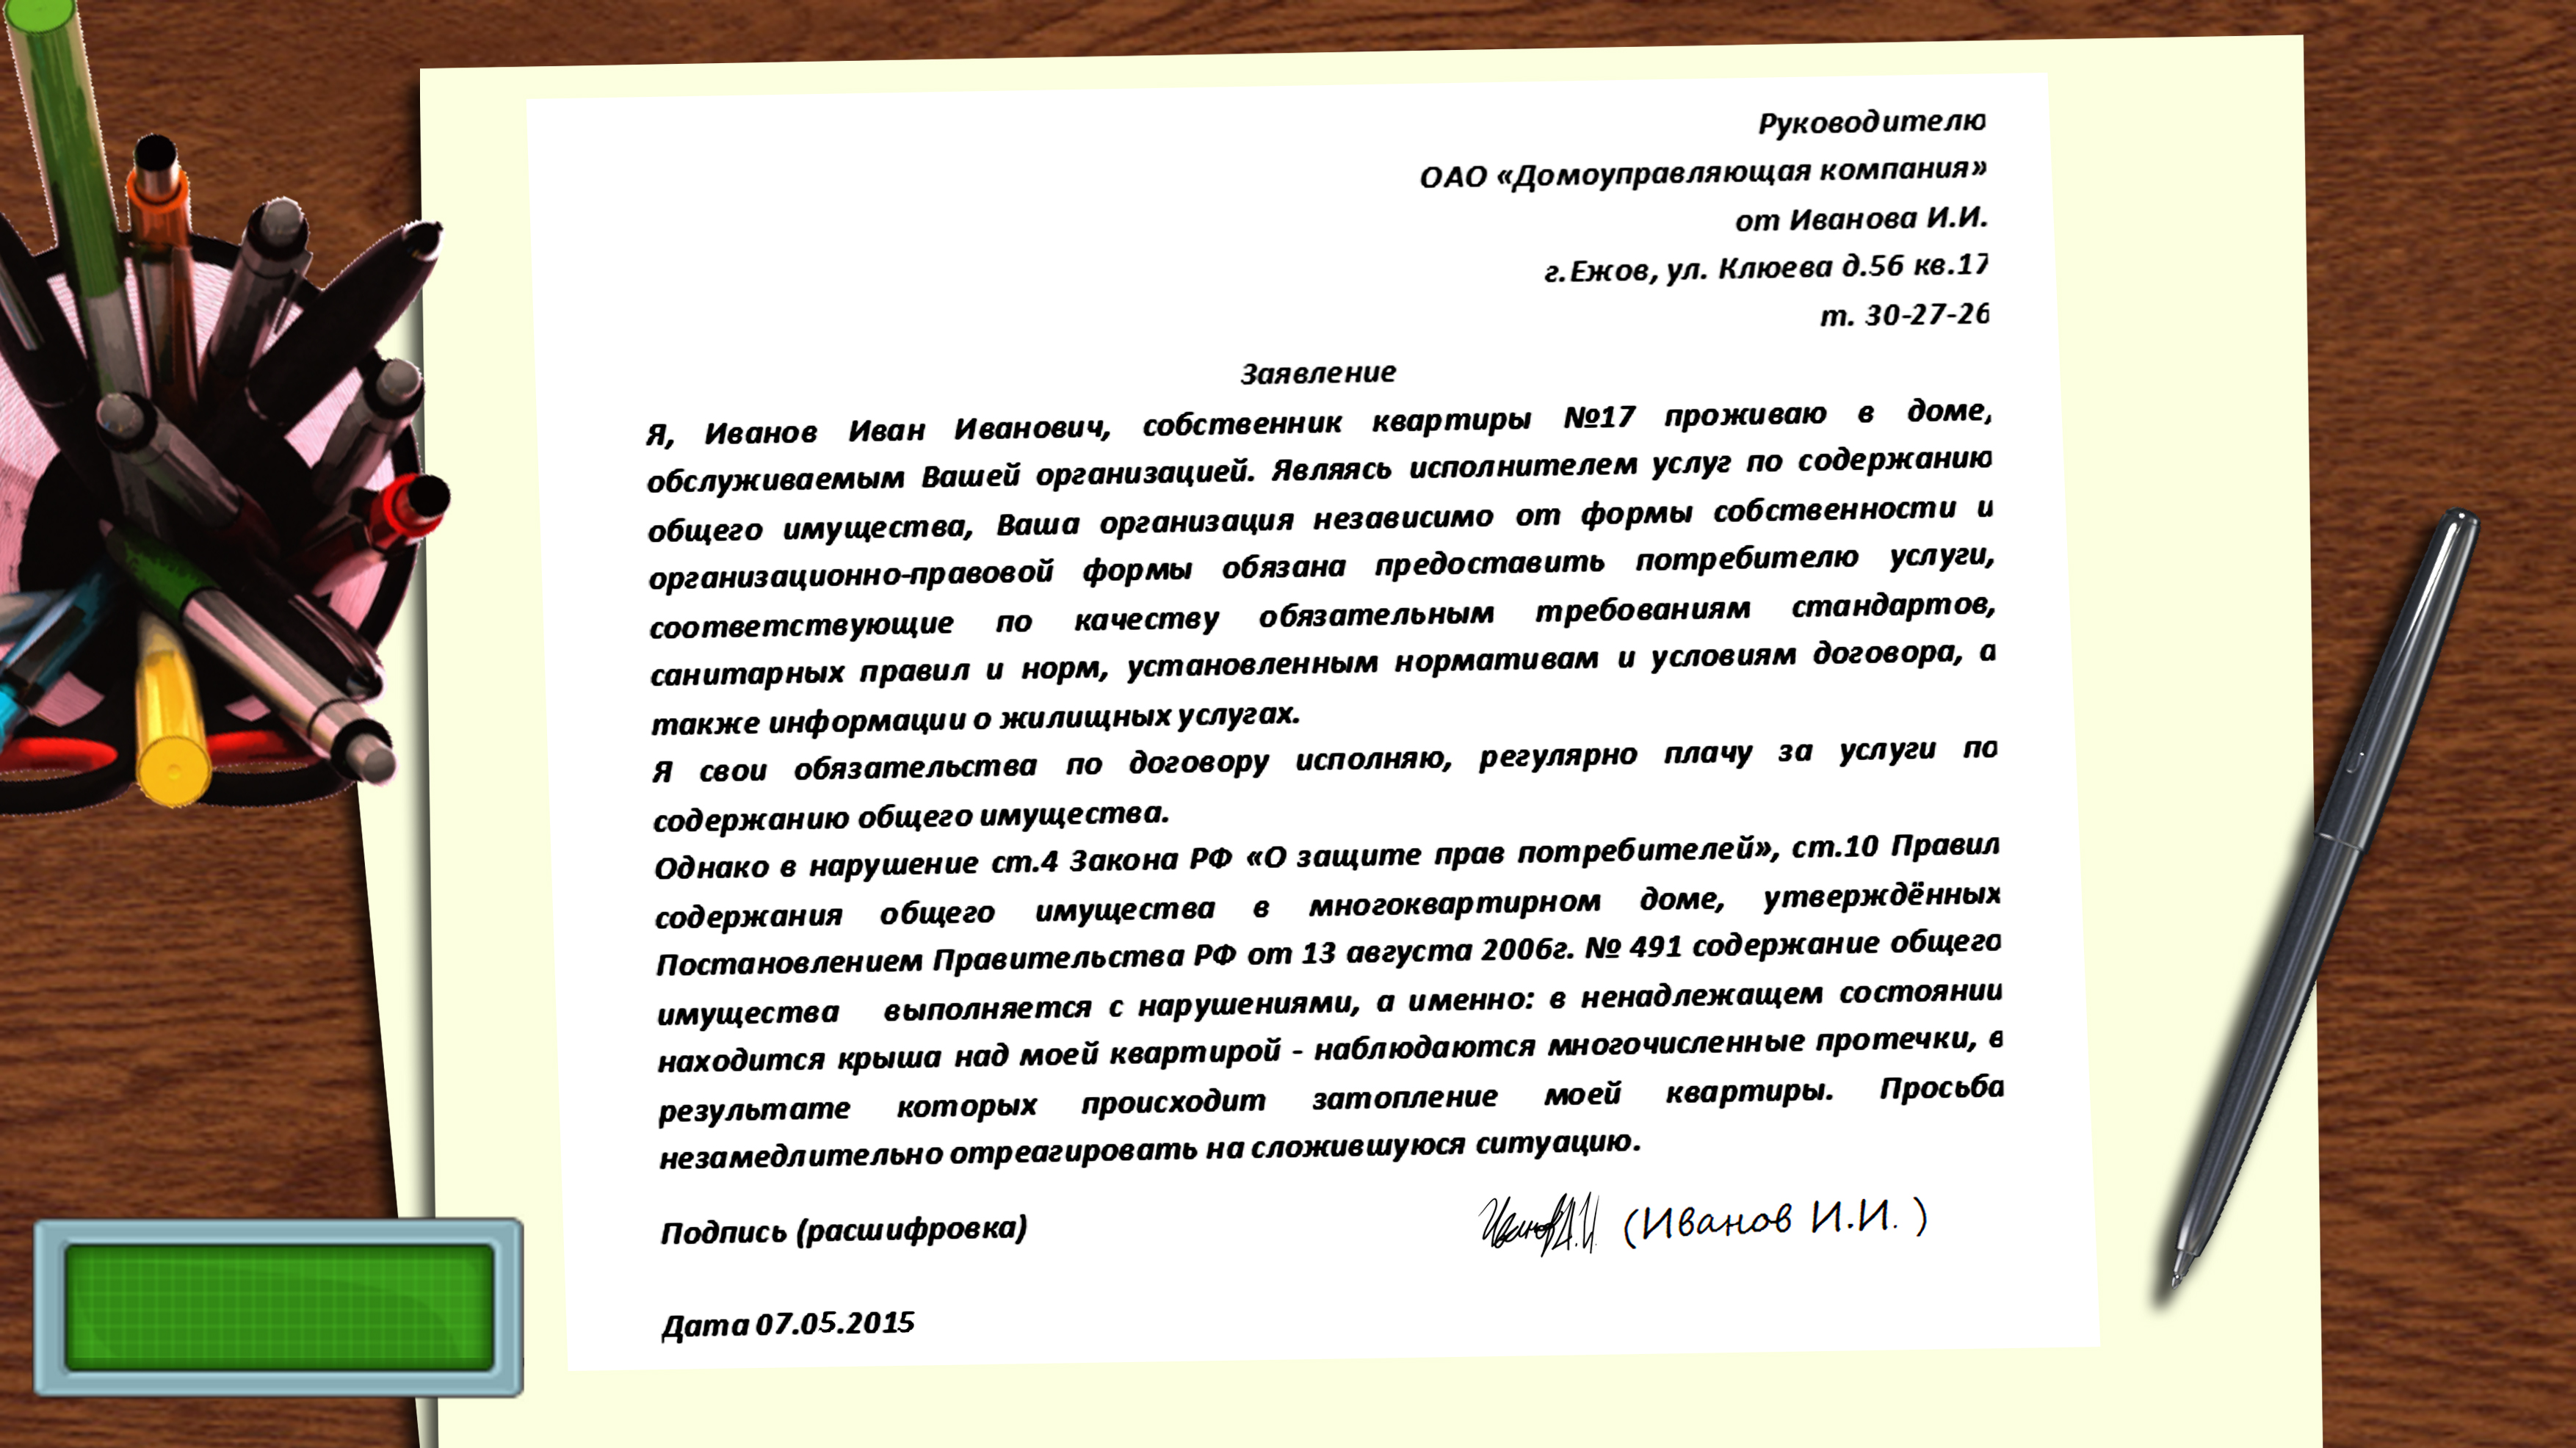 Руководителю
ОАО «Домоуправляющая компания»
от Иванова И.И.
г.Ежов, ул. Клюева д.56 кв.17
т. 30-27-26
Заявление
Я, Иванов Иван Иванович, собственник квартиры №17 проживаю в доме,
обслуживаемым Вашей организацией. Являясь исполнителем услуг по содержанию
общего имущества, Ваша организация независимо от формы собственности и
организационно-правовой формы обязана предоставить потребителю услуги,
соответствующие по качеству обязательным требованиям стандартов,
санитарных правил и норм, установленным нормативам и условиям договора, а
также информации о жилищных услугах.
Я свои обязательства по договору исполняю, регулярно плачу за услуги по
содержанию общего имущества.
Однако в нарушение ст.4 Закона РФ «О защите прав потребителей», ст.10 Правил
содержания общего имущества в многоквартирном доме, утверждённых
Постановлением Правительства РФ от 13 августа 2006г. № 491 содержание общего
имущества выполняется с нарушениями, а именно: в ненадлежащем состоянии
находится крыша над моей квартирой - наблюдаются многочисленные протечки, в
результате которых происходит затопление моей квартиры. Просьба
незамедлительно отреагировать на сложившуюся ситуацию.
Подпись (расшифровка) Иванов И.И. (Иванов И.И. )
Дата 07.05.2015